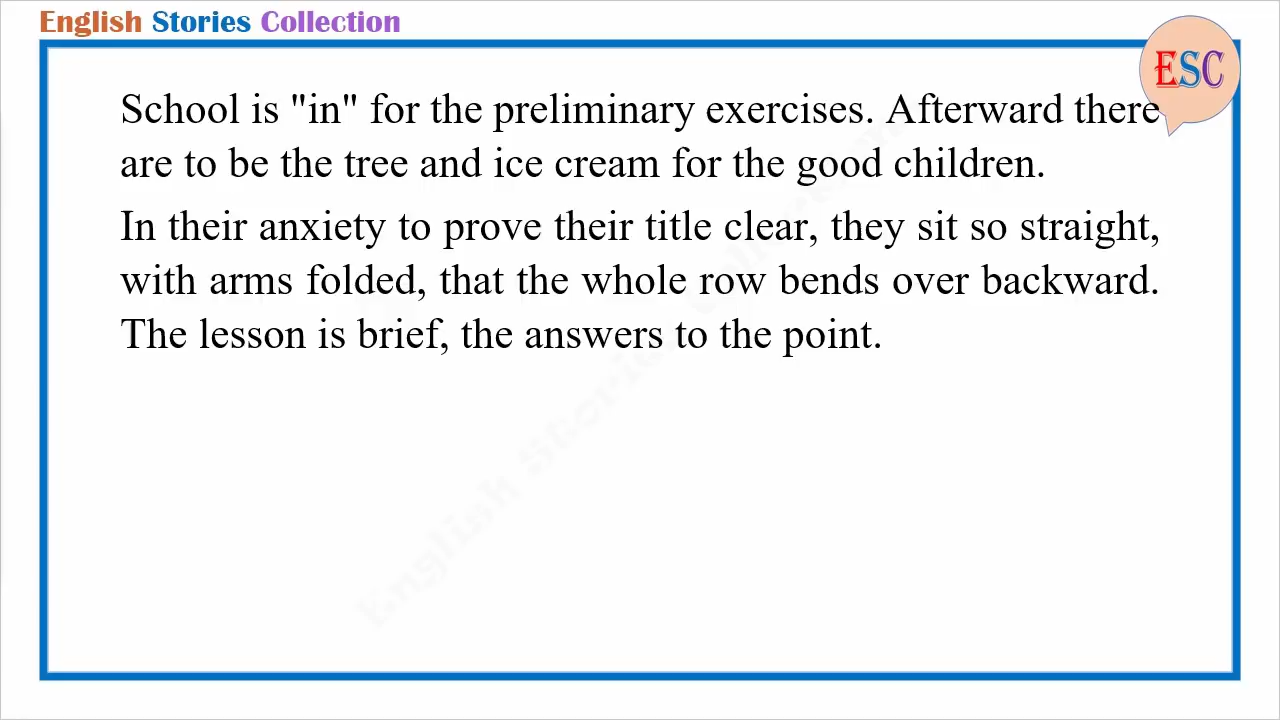 English Stories Collection
ESC
School is "in" for the preliminary exercises. Afterward there
are to be the tree and ice cream for the good children.
In their anxiety to prove their title clear, they sit so straight,
with arms folded, that the whole row bends over backward.
The lesson is brief, the answers to the point.